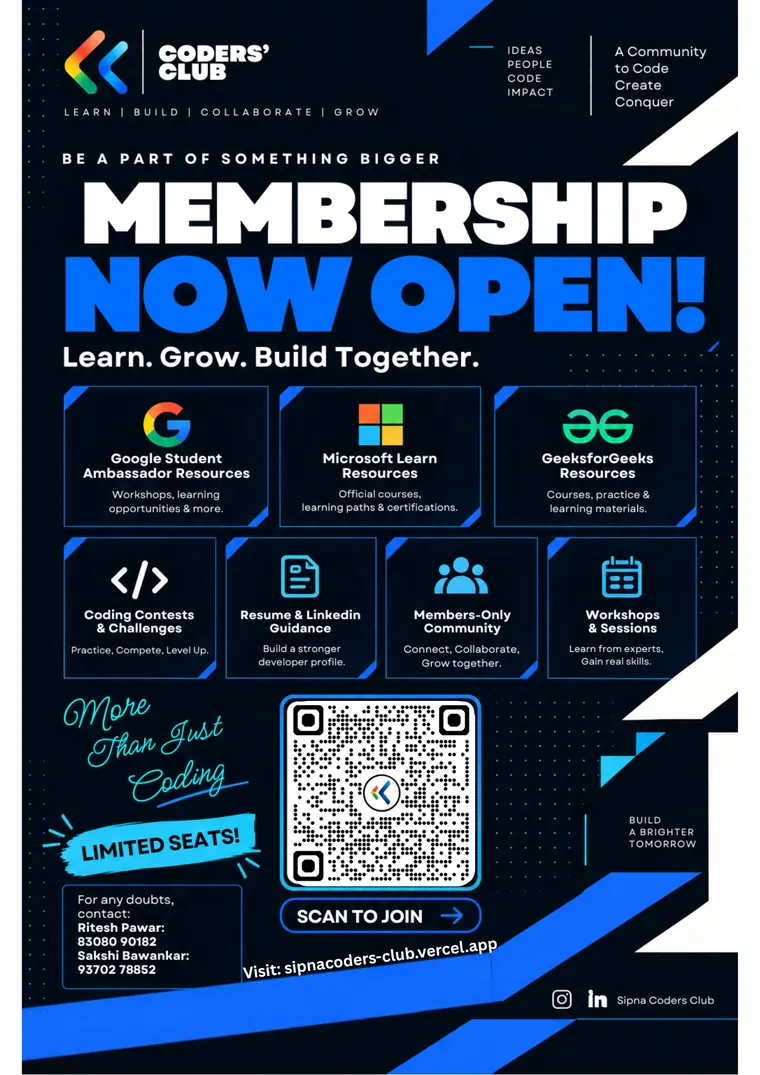 CODERS'
CLUB
LEARN | BUILD | COLLABORATE | GROW
IDEAS
PEOPLE
CODE
IMPACT
A Community
to Code
Create
Conquer
BE A PART OF SOMETHING BIGGER
MEMBERSHIP
NOW OPEN!
Learn. Grow. Build Together.
Google Student
Ambassador Resources
Workshops, learning
opportunities & more.
Microsoft Learn
Resources
Official courses,
learning paths & certifications.
GeeksforGeeks
Resources
Courses, practice &
learning materials.
</>
Coding Contests
& Challenges
Practice, Compete, Level Up.
Resume & Linkedin
Guidance
Build a stronger
developer profile.
Members-Only
Community
Connect, Collaborate,
Grow together.
Workshops
& Sessions
Learn from experts,
Gain real skills.
More
Than Just
Coding
LIMITED SEATS!
For any doubts,
contact:
Ritesh Pawar:
83080 90182
Sakshi Bawankar:
93702 78852
SCAN TO JOIN
Visit: sipnacoders-club.vercel.app
BUILD
A BRIGHTER
TOMORROW
in Sipna Coders Club